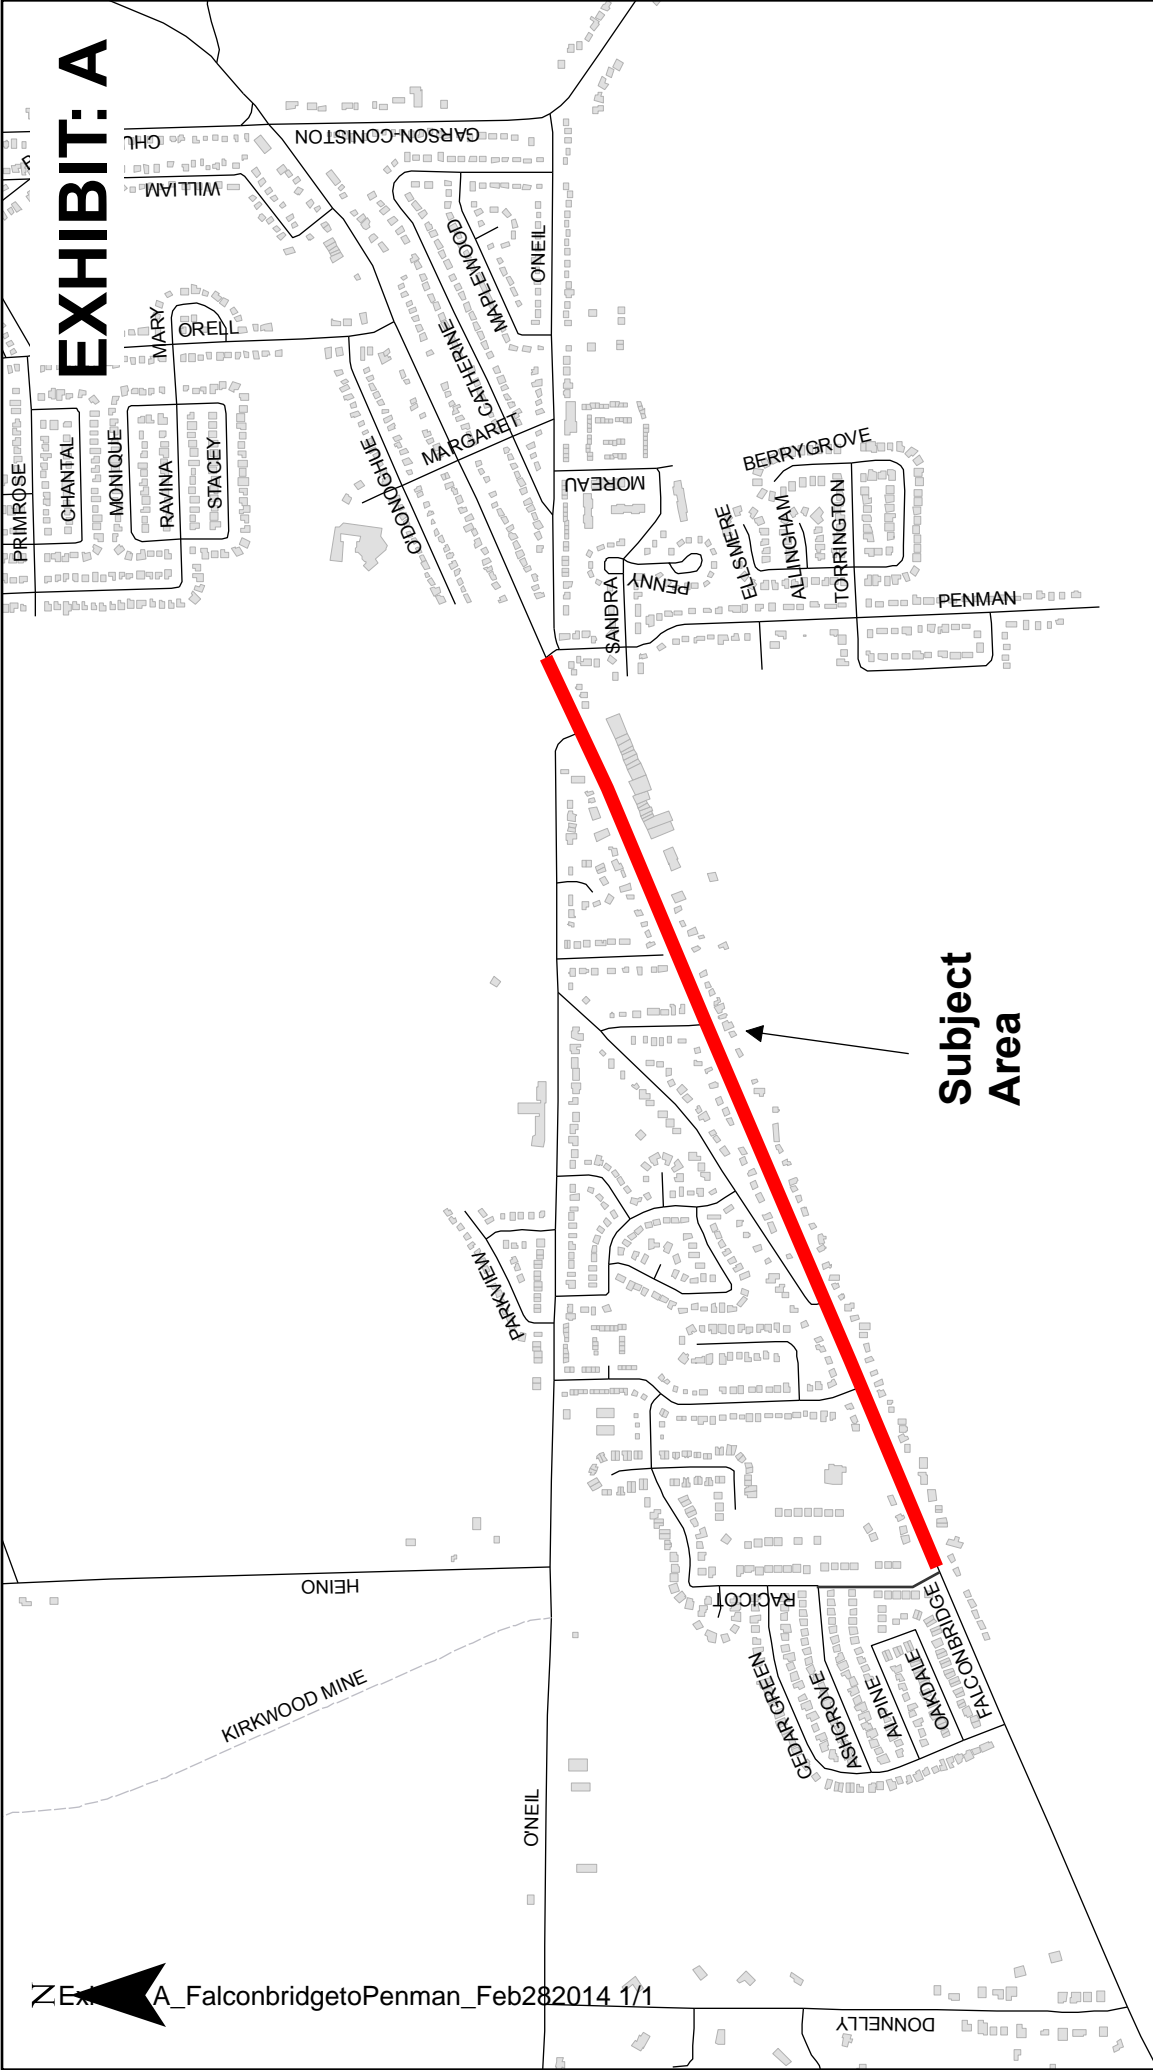 EXHIBIT: A
CHU
GARSON-CONISTON
WILLIAM
MARY
ORELL
MAPLEWOOD
O'NEIL
CATHERINE
MARGARET
O'DONOGHUE
PRIMROSE
CHANTAL
MONIQUE
RAVINA
STACEY
MOREAU
BERRYGROVE
ELLSMERE
ALLINGHAM
TORRINGTON
PENNY
SANDRA
PENMAN
Subject
Area
PARKVIEW
HEINO
KIRKWOOD MINE
RACICOT
CEDAR GREEN
ASHGROVE
ALPINE
OAKDALE
FALCONBRIDGE
O'NEIL
DONNELLY
N
A_FalconbridgetoPenman_Feb282014 1/1